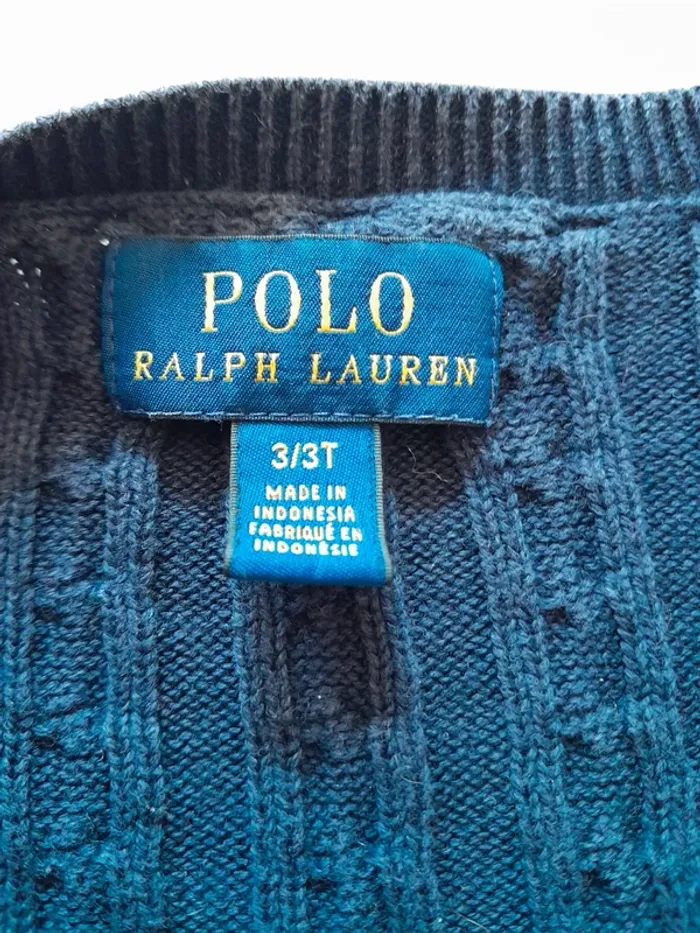 POLO
RALPH LAUREN
3/3T
MADE IN
INDONESIA
FABRIQUÉ EN
INDONÉSIE